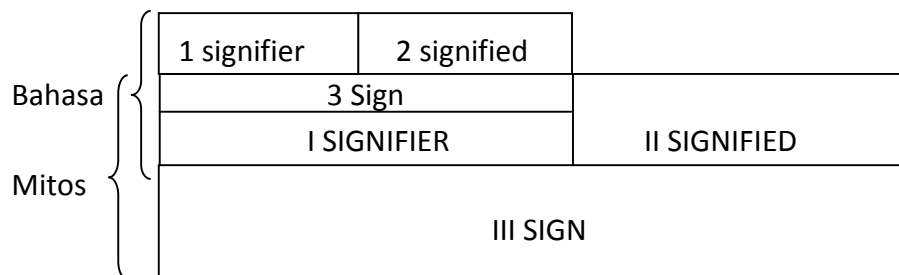 1 signifier 2 signified
Bahasa 3 Sign
I SIGNIFIER II SIGNIFIED
Mitos
III SIGN